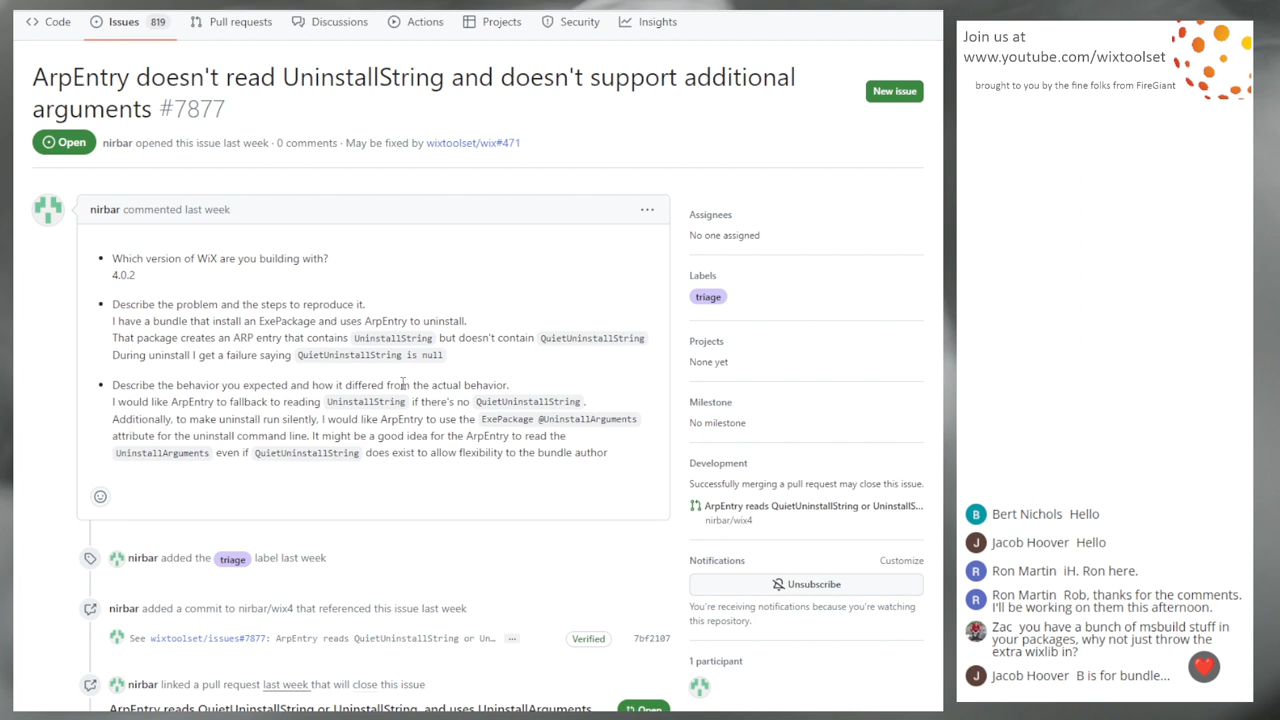 Code
Issues 819
Pull requests
Discussions
Actions
Projects
Security
Insights
ArpEntry doesn't read UninstallString and doesn't support additional
arguments #7877
New issue
Open
nirbar opened this issue last week · 0 comments · May be fixed by wixtoolset/wix#471
nirbar commented last week
Which version of WiX are you building with?
4.0.2
Describe the problem and the steps to reproduce it.
I have a bundle that install an ExePackage and uses ArpEntry to uninstall.
That package creates an ARP entry that contains UninstallString but doesn't contain QuietUninstallString
During uninstall I get a failure saying QuietUninstallString is null
Describe the behavior you expected and how it differed from the actual behavior.
I would like ArpEntry to fallback to reading UninstallString if there's no QuetUninstallString.
Additionally, to make uninstall run silently, I would like ArpEntry to use the ExePackage @UninstallArguments
attribute for the uninstall command line. It might be a good idea for the ArpEntry to read the
UninstallArguments even if QuietUninstallString does exist to allow flexibility to the bundle author
nirbar added the triage label last week
nirbar added a commit to nirbar/wix4 that referenced this issue last week
See wixtoolset/issues#7877: ArpEntry reads QuietUninstallString or Un... ... Verified 7bf2107
nirbar linked a pull request last week that will close this issue
ArpEntry reads QuietUninstallString or UninstallString, and uses UninstallArguments Open
Assignees
No one assigned
Labels
triage
Projects
None yet
Milestone
No milestone
Development
Successfully merging a pull request may close this issue.
ArpEntry reads QuietUninstallString or UninstallS...
nirbar/wix4
Notifications Customize
Unsubscribe
You're receiving notifications because you're watching
this repository.
1 participant
Join us at
www.youtube.com/wixtoolset
brought to you by the fine folks from FireGiant
B Bert Nichols Hello
J Jacob Hoover Hello
R Ron Martin iH. Ron here.
R Ron Martin Rob, thanks for the comments.
I'll be working on them this afternoon.
Zac you have a bunch of msbuild stuff in
your packages, why not just throw the
extra wixlib in?
J Jacob Hoover B is for bundle...